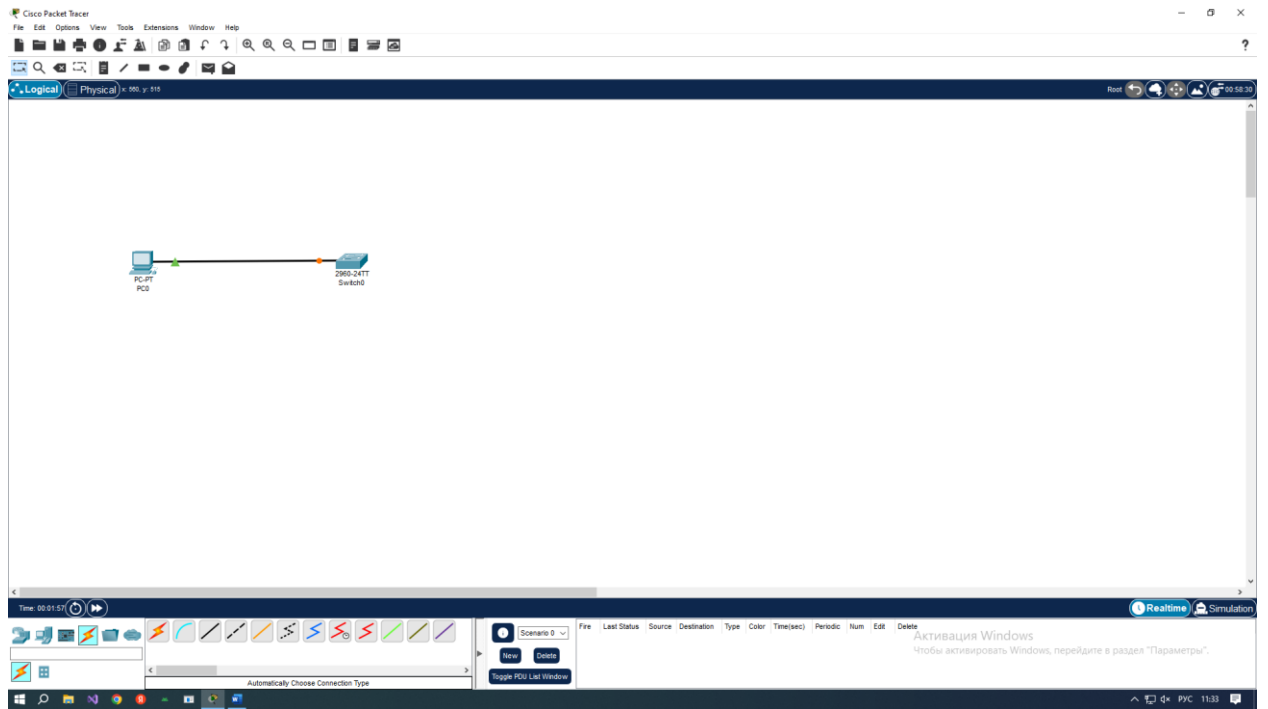 Cisco Packet Tracer
File Edit Options View Tools Extensions Window Help
?
Logical Physical x: 560, y: 516 Root 00:58:30
PC-PT
PC0
2960-24TT
Switch0
Time: 00:01:57 Realtime Simulation
Scenario 0 Fire Last Status Source Destination Type Color Time(sec) Periodic Num Edit Delete
Активация Windows
Чтобы активировать Windows, перейдите в раздел "Параметры".
New Delete
Toggle PDU List Window
Automatically Choose Connection Type
РУС 11:33